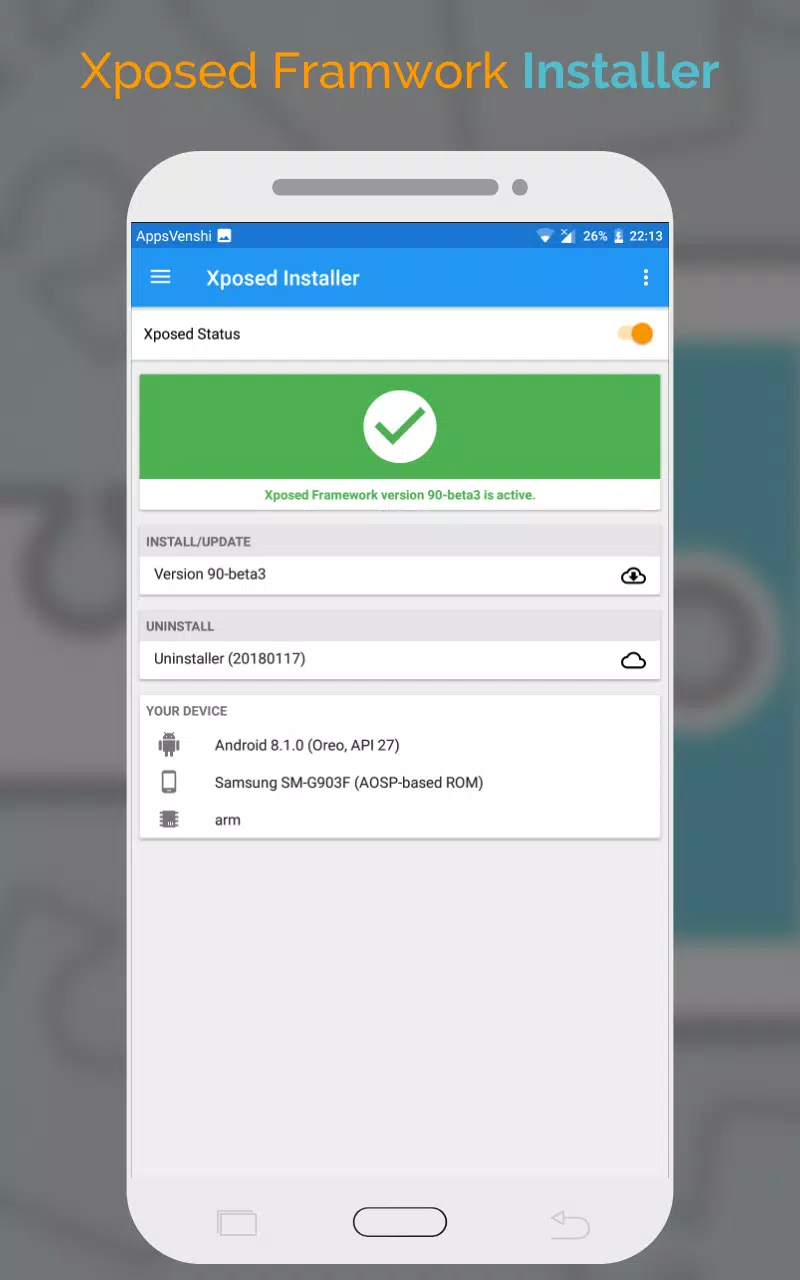 Xposed Framwork Installer
AppsVenshi 26% 22:13
Xposed Installer
Xposed Status
Xposed Framework version 90-beta3 is active.
INSTALL/UPDATE
Version 90-beta3
UNINSTALL
Uninstaller (20180117)
YOUR DEVICE
Android 8.1.0 (Oreo, API 27)
Samsung SM-G903F (AOSP-based ROM)
arm